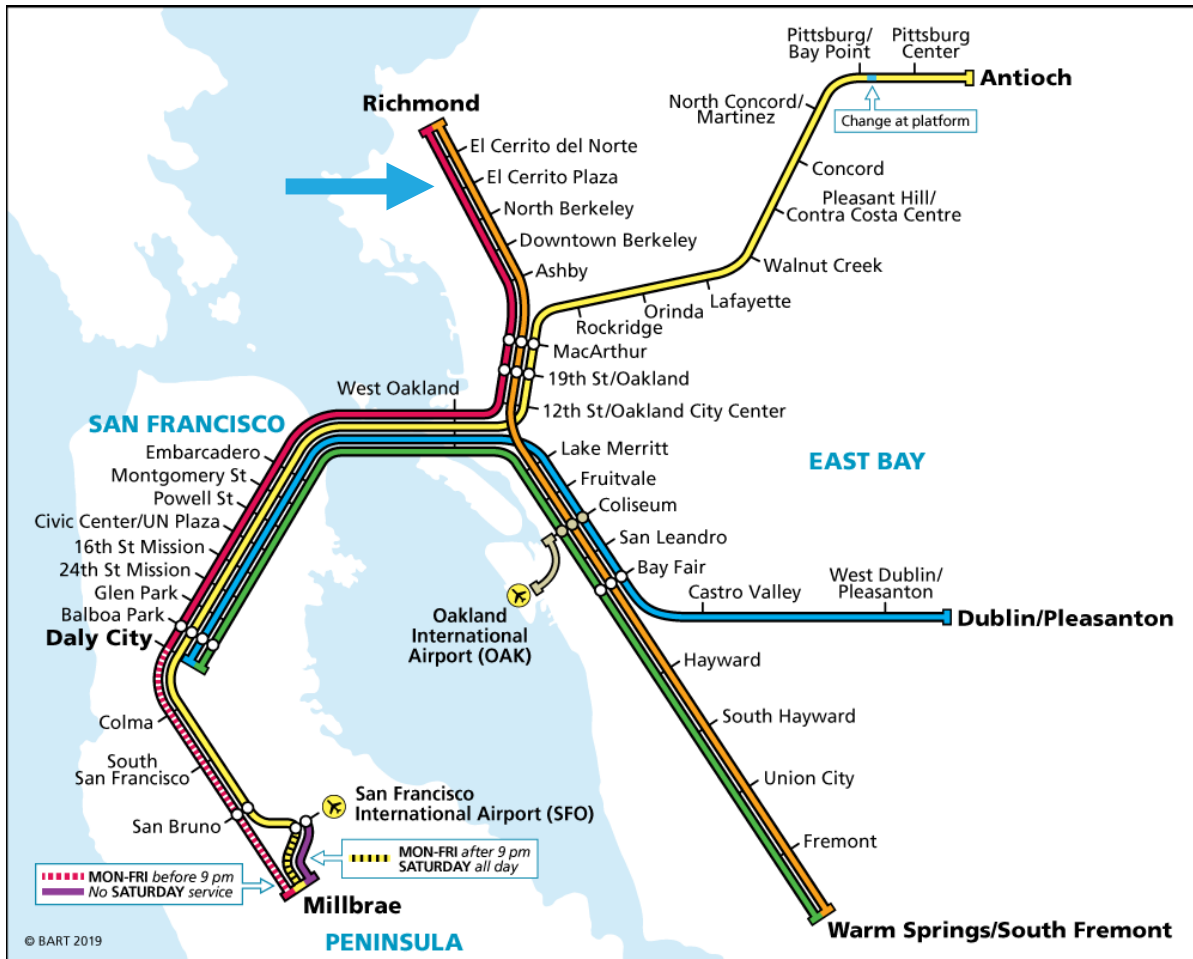 Pittsburg/
Bay Point
Pittsburg
Center
Antioch
Change at platform
North Concord/
Martinez
Concord
Pleasant Hill/
Contra Costa Centre
Walnut Creek
Lafayette
Orinda
Rockridge
Richmond
El Cerrito del Norte
El Cerrito Plaza
North Berkeley
Downtown Berkeley
Ashby
MacArthur
19th St/Oakland
12th St/Oakland City Center
West Oakland
SAN FRANCISCO
Embarcadero
Montgomery St
Powell St
Civic Center/UN Plaza
16th St Mission
24th St Mission
Glen Park
Balboa Park
Daly City
Colma
South
San Francisco
San Bruno
San Francisco
International Airport (SFO)
MON-FRI before 9 pm
No SATURDAY service
MON-FRI after 9 pm
SATURDAY all day
Millbrae
PENINSULA
EAST BAY
Lake Merritt
Fruitvale
Coliseum
San Leandro
Bay Fair
Oakland
International
Airport (OAK)
Castro Valley
West Dublin/
Pleasanton
Dublin/Pleasanton
Hayward
South Hayward
Union City
Fremont
Warm Springs/South Fremont
© BART 2019